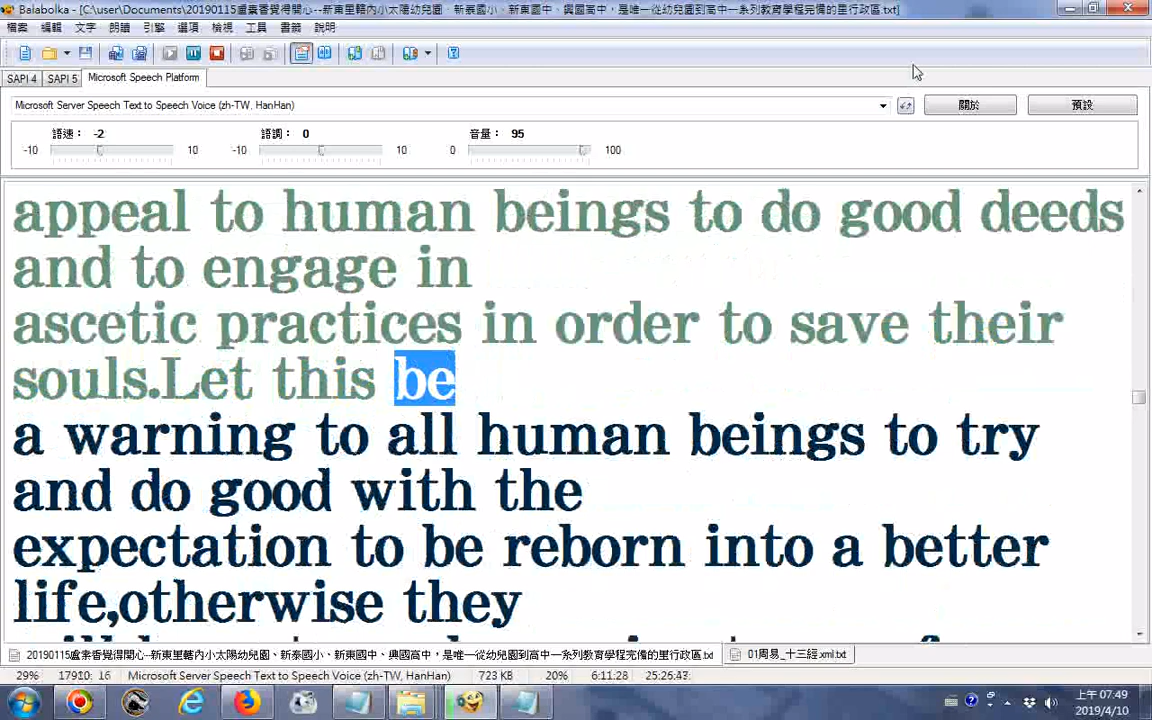 Balabolka - [C:\user\Documents\20190115盧素香覺得開心--新東里轄內小太陽幼兒園、新泰國小、新東國中、興國高中，是唯一從幼兒園到高中一系列教育學程完備的里行政區.txt]
檔案 編輯 文字 朗讀 引擎 選項 檢視 工具 書籤 說明
SAPI 4 SAPI 5 Microsoft Speech Platform
Microsoft Server Speech Text to Speech Voice (zh-TW, HanHan) 關於 預設
語速： -2 語調： 0 音量： 95
-10 10 -10 10 0 100
appeal to human beings to do good deeds
and to engage in
ascetic practices in order to save their
souls.Let this be
a warning to all human beings to try
and do good with the
expectation to be reborn into a better
life,otherwise they
20190115盧素香覺得開心--新東里轄內小太陽幼兒園、新泰國小、新東國中、興國高中，是唯一從幼兒園到高中一系列教育學程完備的里行政區.txt 01周易_十三經.xml.txt
29% 17910: 16 Microsoft Server Speech Text to Speech Voice (zh-TW, HanHan) 723 KB 20% 6:11:28 25:26:43
上午 07:49
2019/4/10